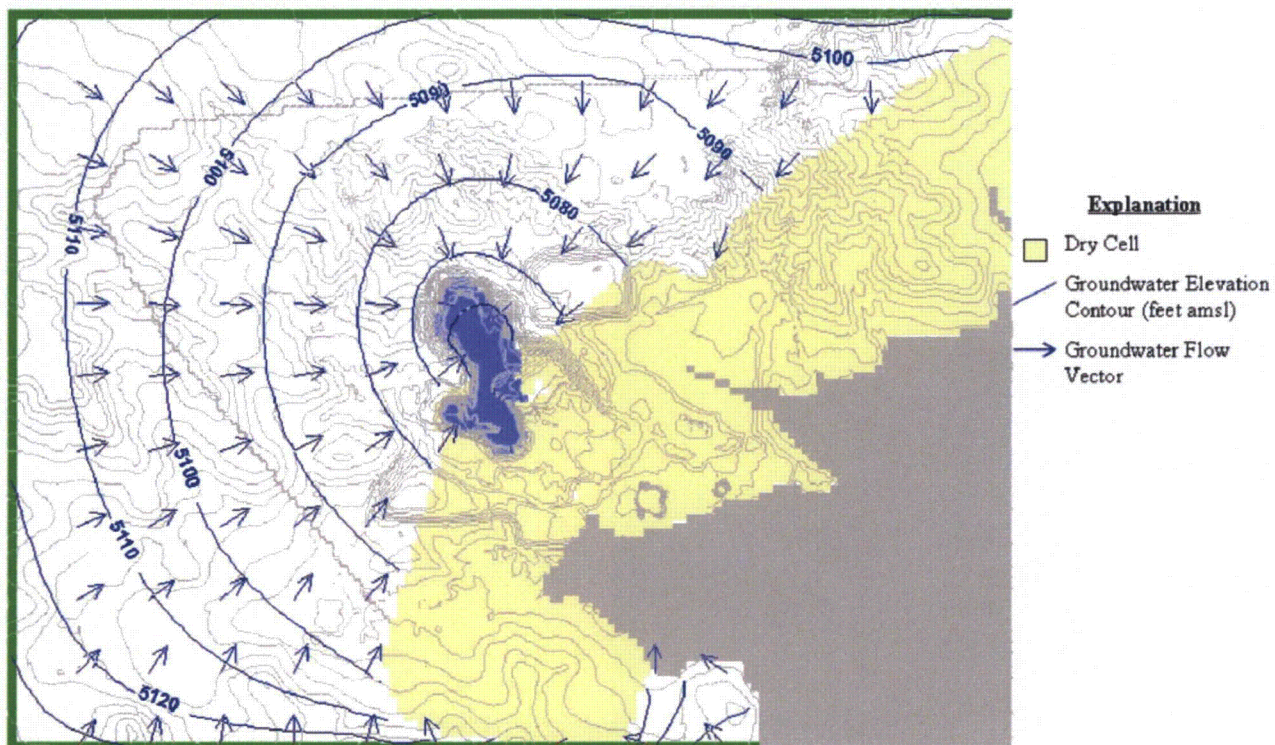 5100
5090
5090
5100
5080
5110
5100
5110
5120
Explanation
Dry Cell
Groundwater Elevation
Contour (feet amsl)
Groundwater Flow
Vector